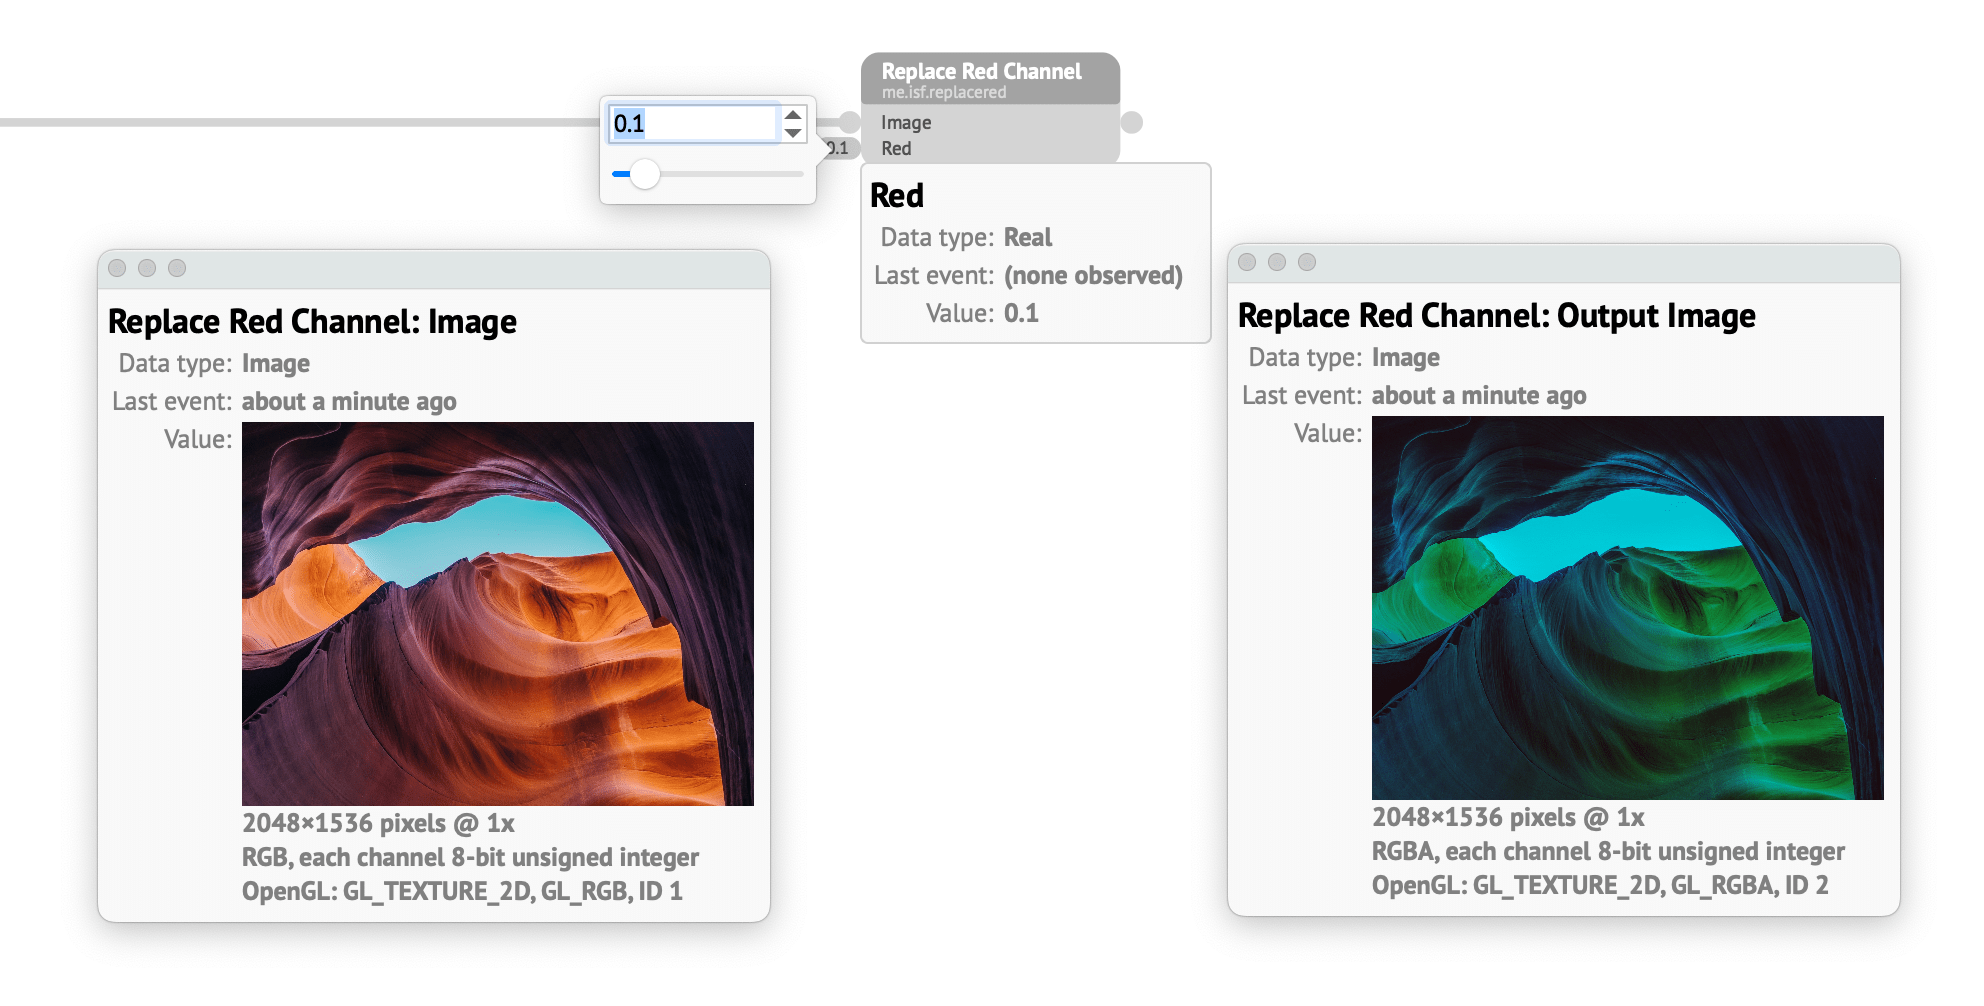 Replace Red Channel
me.isf.replacered
0.1
Image
0.1
Red
Red
Data type: Real
Last event: (none observed)
Value: 0.1
Replace Red Channel: Image
Data type: Image
Last event: about a minute ago
Value:
2048×1536 pixels @ 1x
RGB, each channel 8-bit unsigned integer
OpenGL: GL_TEXTURE_2D, GL_RGB, ID 1
Replace Red Channel: Output Image
Data type: Image
Last event: about a minute ago
Value:
2048×1536 pixels @ 1x
RGBA, each channel 8-bit unsigned integer
OpenGL: GL_TEXTURE_2D, GL_RGBA, ID 2